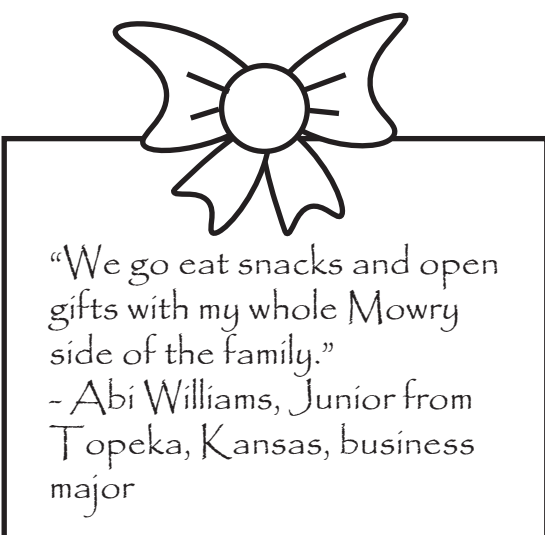 “We go eat snacks and open
gifts with my whole Mowry
side of the family.”
- Abi Williams, Junior from
Topeka, Kansas, business
major